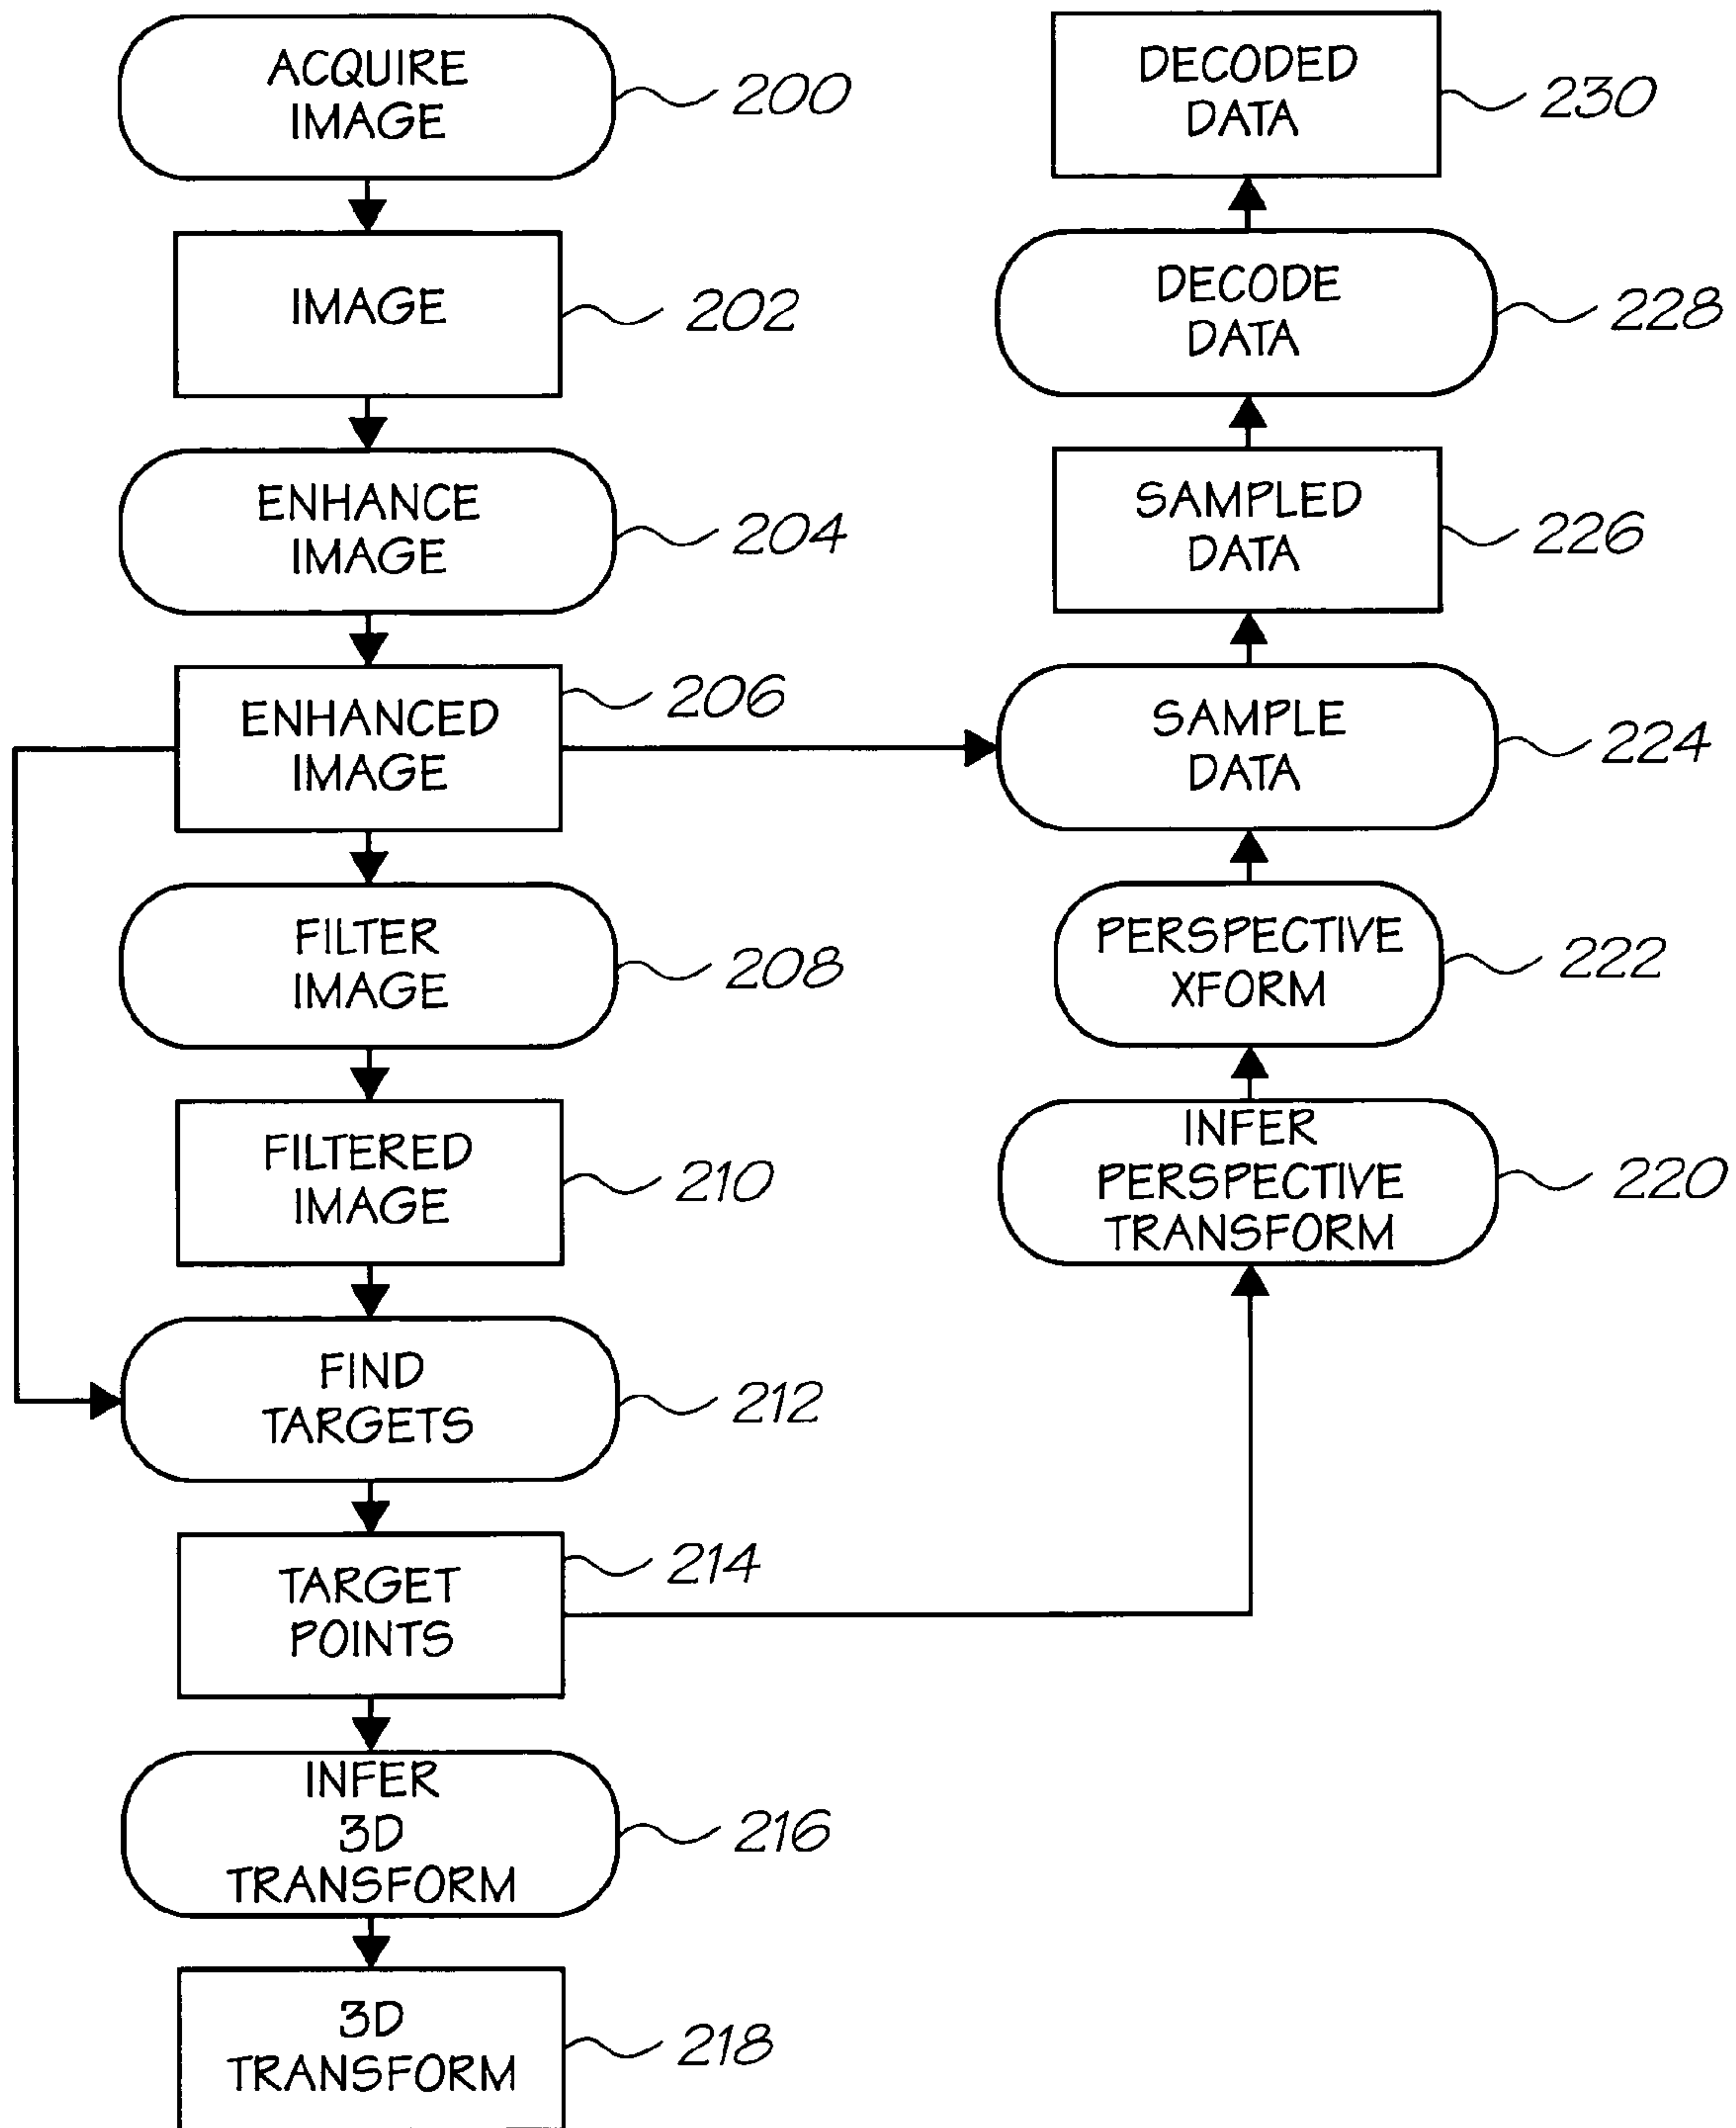 ACQUIRE
IMAGE
200
IMAGE
202
ENHANCE
IMAGE
204
ENHANCED
IMAGE
206
FILTER
IMAGE
208
FILTERED
IMAGE
210
FIND
TARGETS
212
TARGET
POINTS
214
INFER
3D
TRANSFORM
216
3D
TRANSFORM
218
DECODED
DATA
230
DECODE
DATA
228
SAMPLED
DATA
226
SAMPLE
DATA
224
PERSPECTIVE
XFORM
222
INFER
PERSPECTIVE
TRANSFORM
220